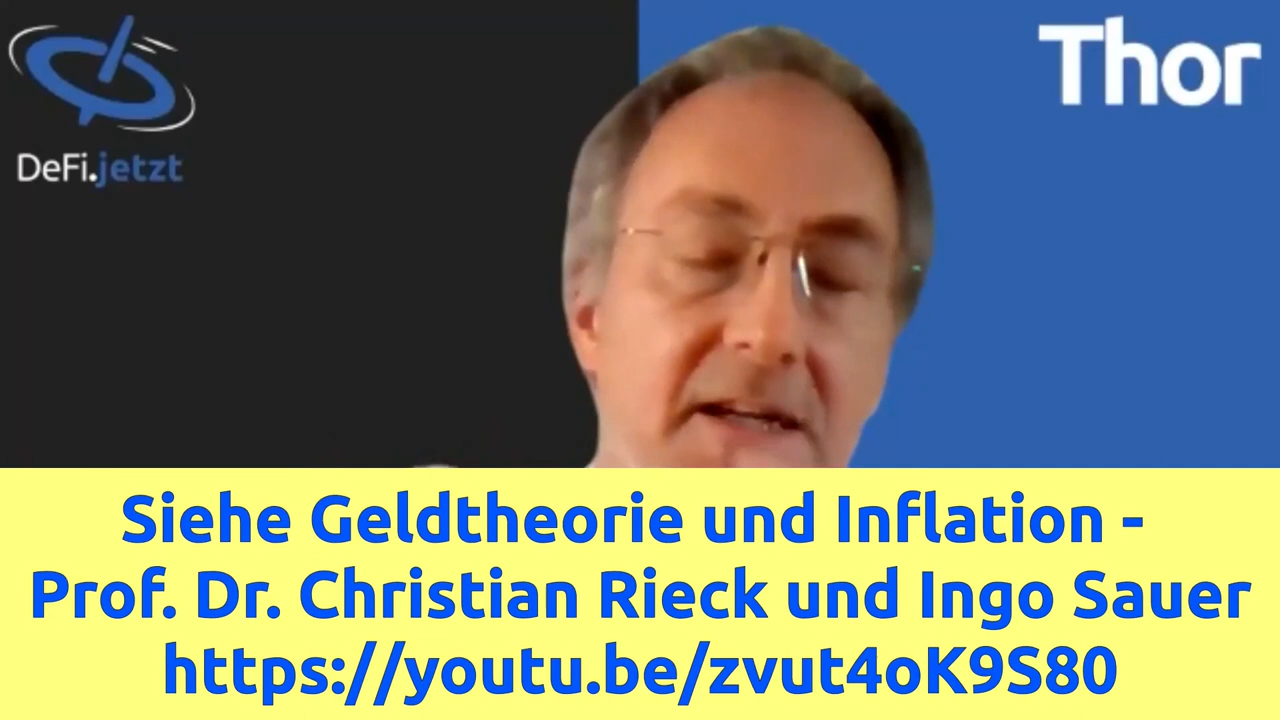 DeFi.jetzt
Thor
Siehe Geldtheorie und Inflation -
Prof. Dr. Christian Rieck und Ingo Sauer
https://youtu.be/zvut4oK9S80